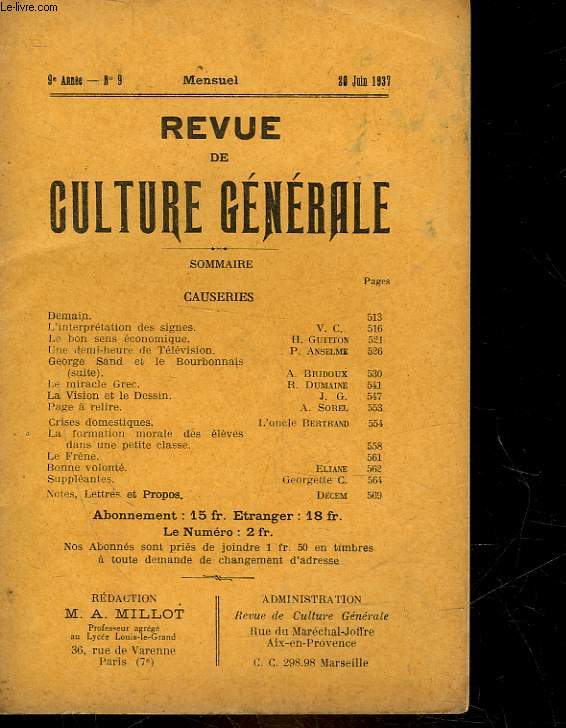 Le-livre.com
9e Année — No 9 Mensuel 20 Juin 1937
REVUE
DE
CULTURE GÉNÉRALE
SOMMAIRE
Pages
CAUSERIES
Demain. 513
L'interprétation des signes. V. C. 516
Le bon sens économique. H. GUITTON 521
Une demi-heure de Télévision. P. ANSELME 526
George Sand et le Bourbonnais
(suite). A. BRIDOUX 530
Le miracle Grec. R. DUMAINE 541
La Vision et le Dessin. J. G. 547
Page à relire. A. SOREL 553
Crises domestiques. L'oncle BERTRAND 554
La formation morale des élèves
dans une petite classe. 558
Le Frêne. 561
Bonne volonté. ELIANE 562
Suppléantes. Georgette C. 564
Notes, Lettres et Propos. DÉCEM 569
Abonnement : 15 fr. Etranger : 18 fr.
Le Numéro : 2 fr.
Nos Abonnés sont priés de joindre 1 fr. 50 en timbres
à toute demande de changement d'adresse
RÉDACTION
M. A. MILLOT
Professeur agrégé
au Lycée Louis-le-Grand
36, rue de Varenne
Paris (7e)
ADMINISTRATION
Revue de Culture Générale
Rue du Maréchal-Joffre
Aix-en-Provence
C. C. 298.98 Marseille